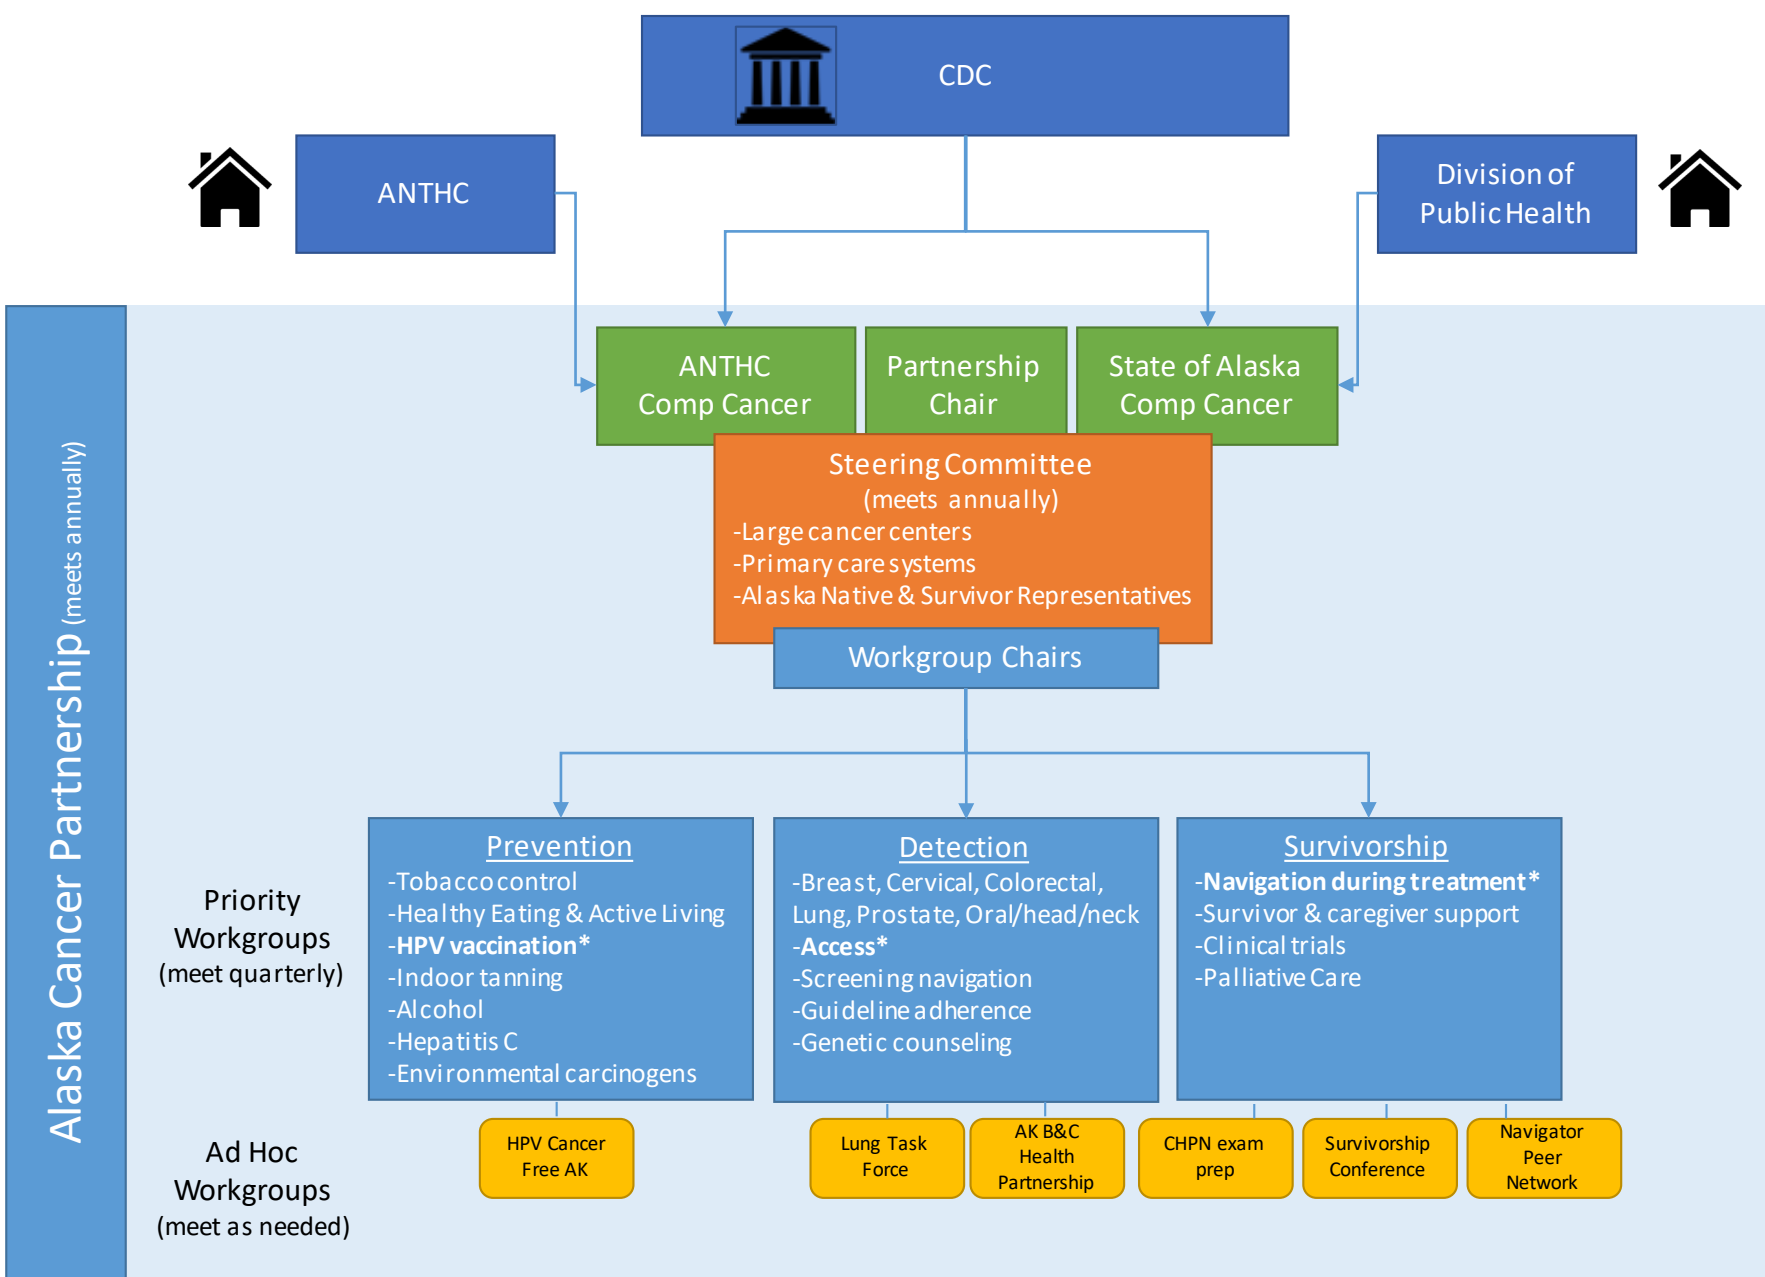 CDC
ANTHC
Division of
Public Health
Alaska Cancer Partnership (meets annually)
ANTHC
Comp Cancer
Partnership
Chair
State of Alaska
Comp Cancer
Steering Committee
(meets annually)
-Large cancer centers
-Primary care systems
-Alaska Native & Survivor Representatives
Workgroup Chairs
Priority
Workgroups
(meet quarterly)
Prevention
-Tobacco control
-Healthy Eating & Active Living
-HPV vaccination*
-Indoor tanning
-Alcohol
-Hepatitis C
-Environmental carcinogens
Detection
-Breast, Cervical, Colorectal,
Lung, Prostate, Oral/head/neck
-Access*
-Screening navigation
-Guideline adherence
-Genetic counseling
Survivorship
-Navigation during treatment*
-Survivor & caregiver support
-Clinical trials
-Palliative Care
Ad Hoc
Workgroups
(meet as needed)
HPV Cancer
Free AK
Lung Task
Force
AK B&C
Health
Partnership
CHPN exam
prep
Survivorship
Conference
Navigator
Peer
Network